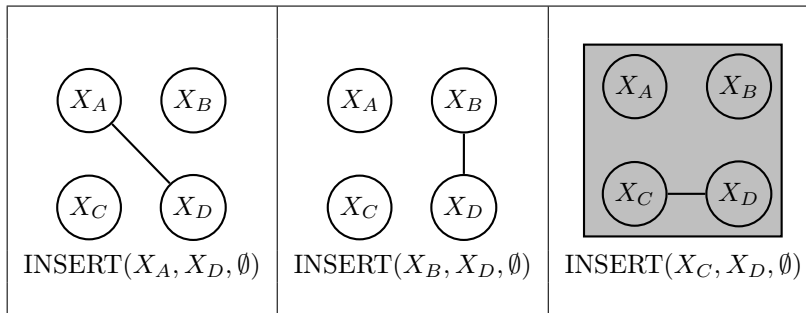 X_A X_B X_A X_B X_A X_B
X_C X_D X_C X_D X_C X_D
INSERT(X_A, X_D, ∅) INSERT(X_B, X_D, ∅) INSERT(X_C, X_D, ∅)